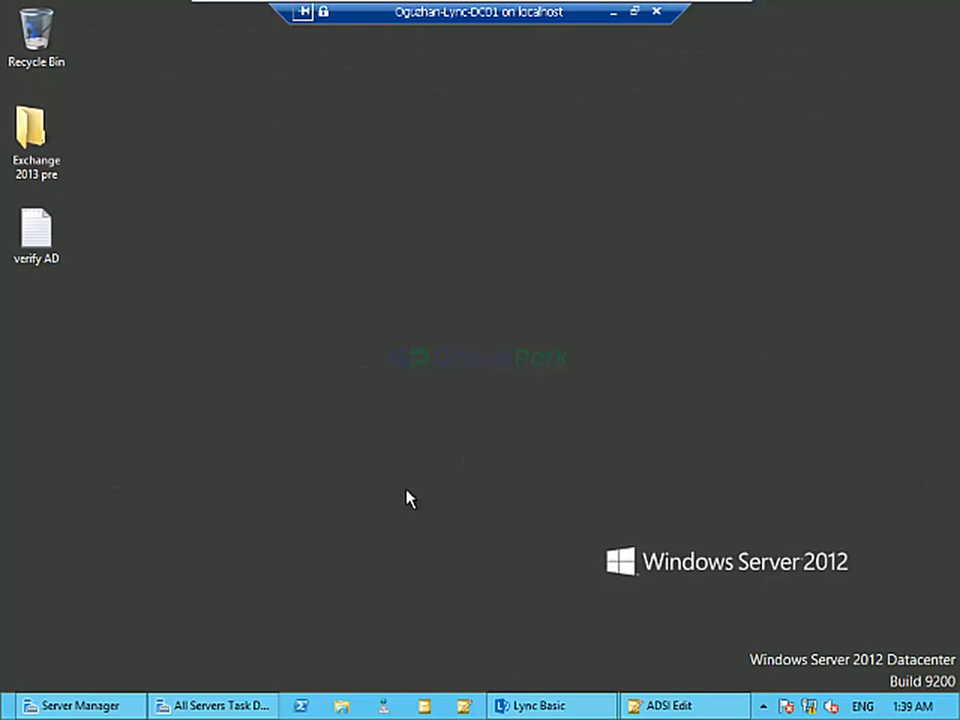 Oguzhan-Lync-DC01 on localhost
Recycle Bin
Exchange
2013 pre
verify AD
Park
Windows Server 2012
Windows Server 2012 Datacenter
Build 9200
Server Manager
All Servers Task D...
Lync Basic
ADSI Edit
ENG
1:39 AM